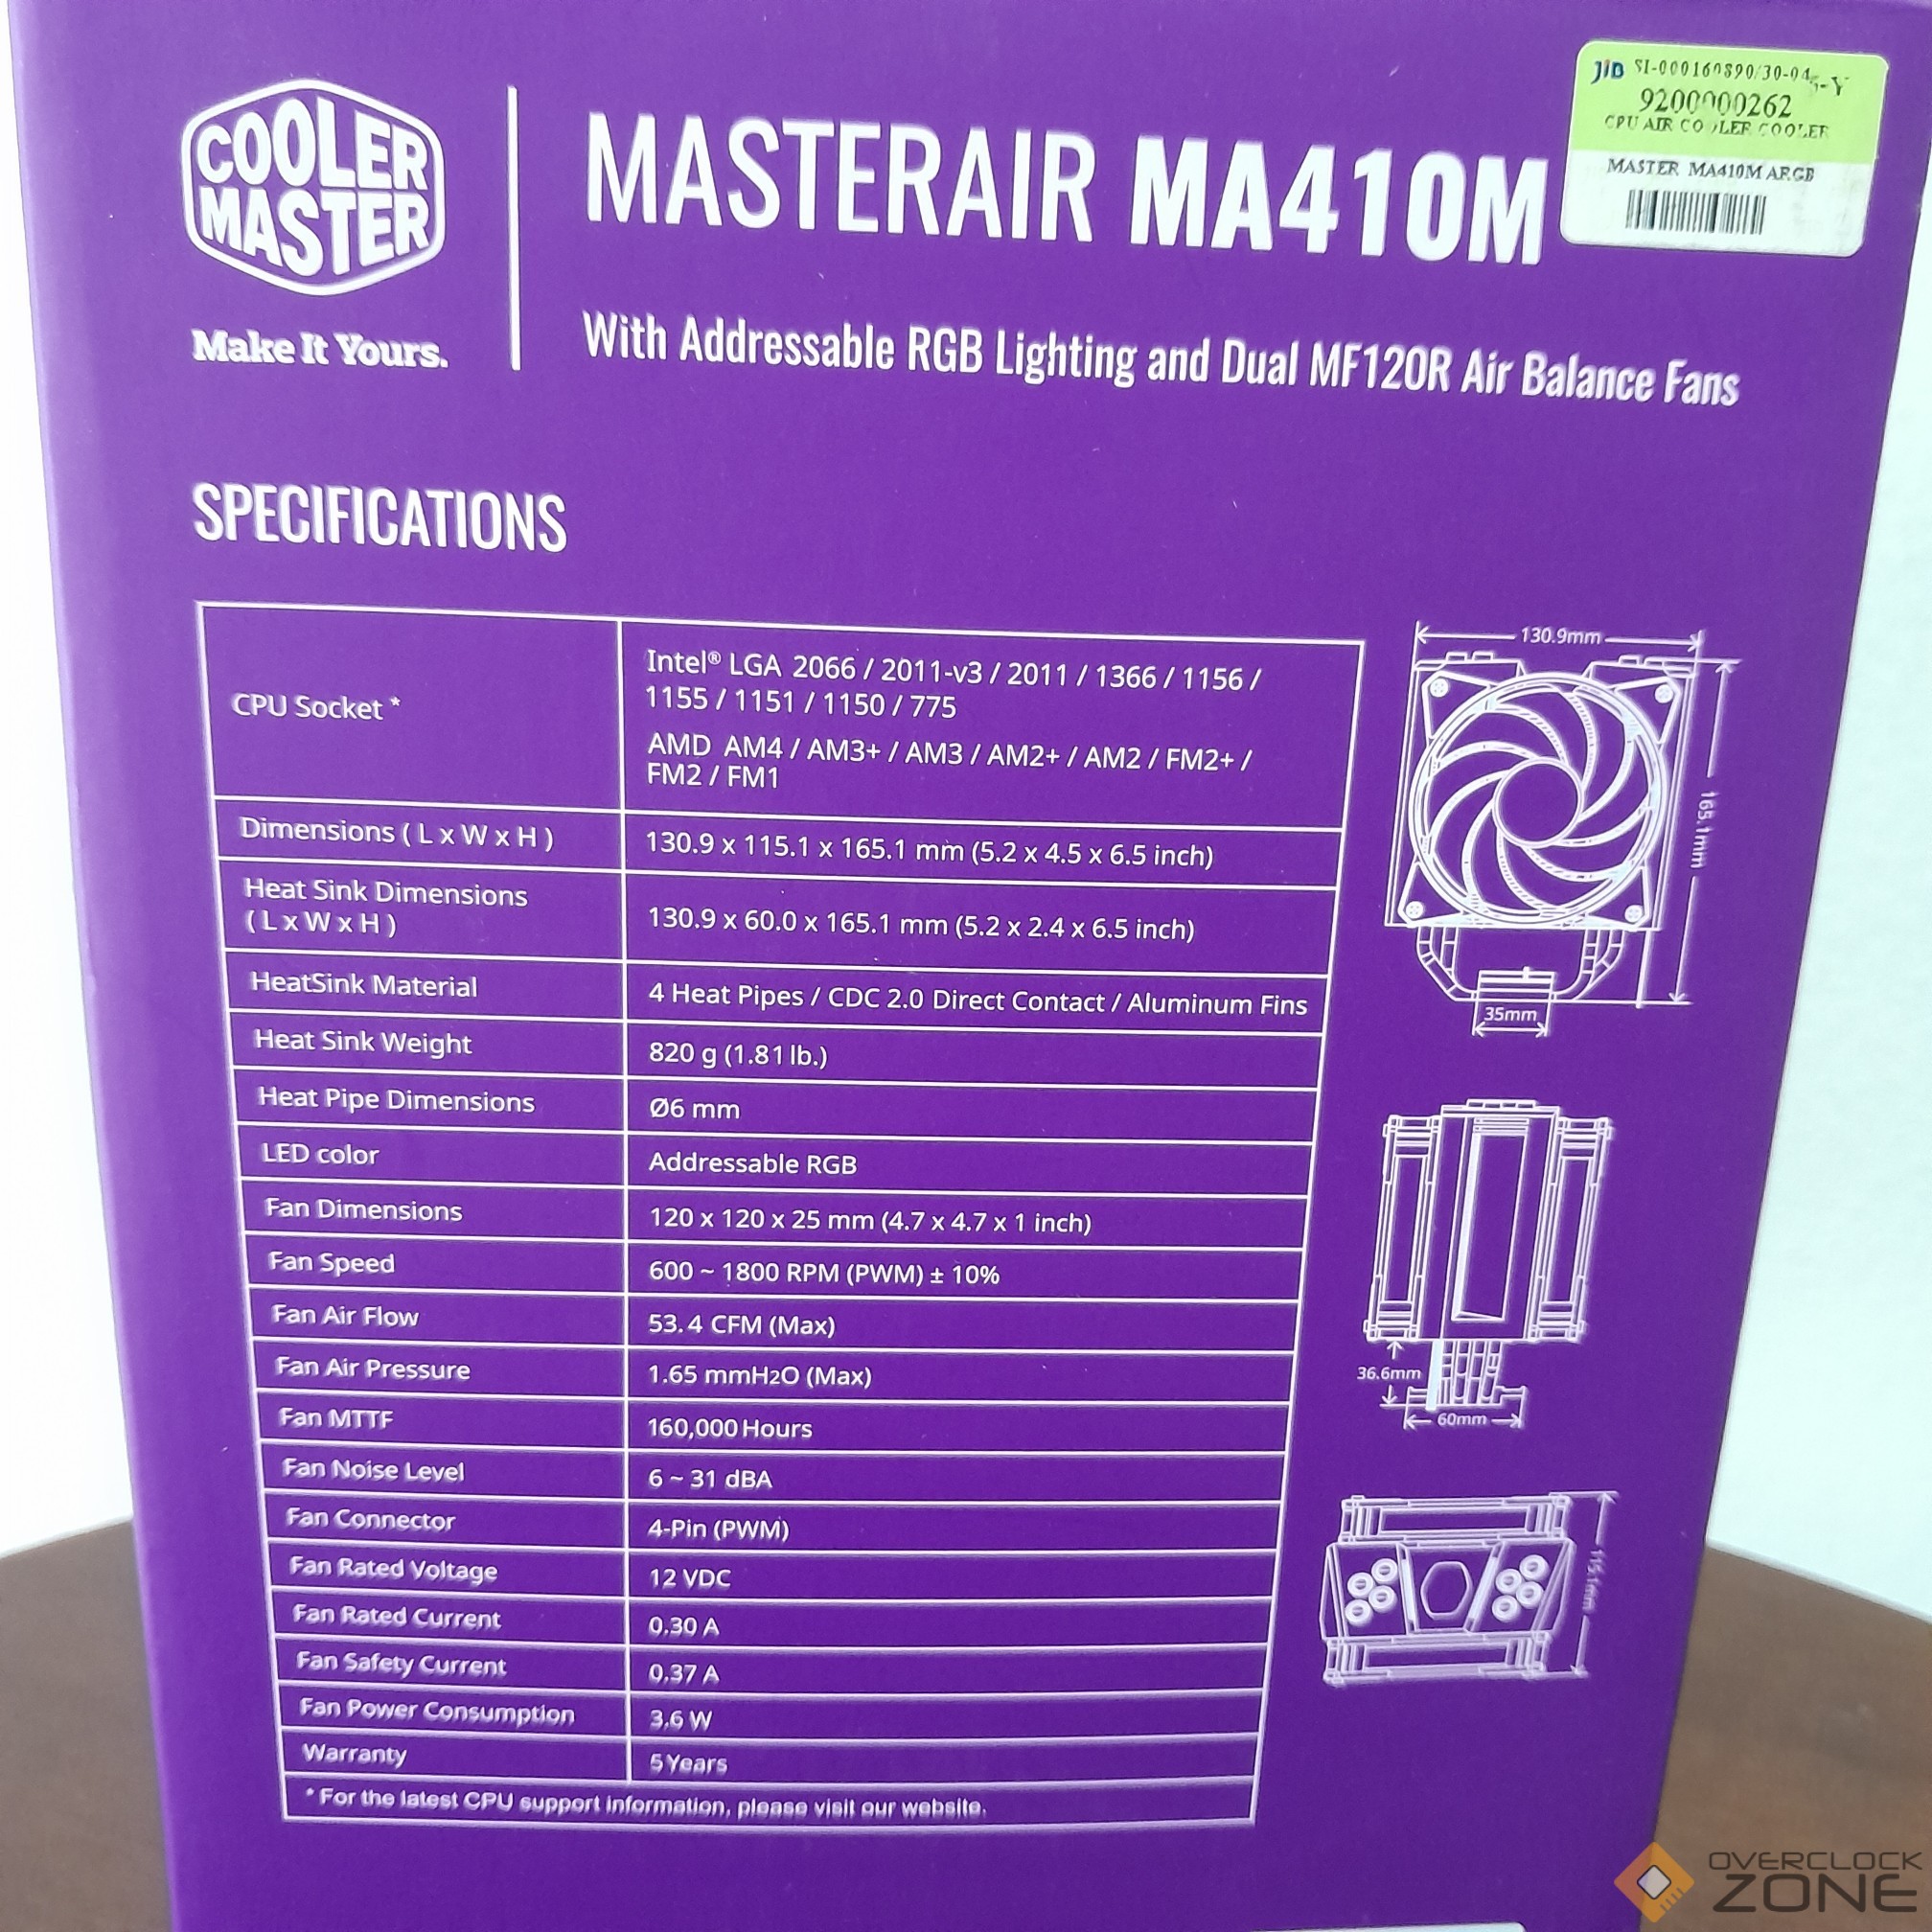 COOLER
MASTER
Make It Yours.
MASTERAIR MA410M
With Addressable RGB Lighting and Dual MF120R Air Balance Fans
JIB
9200000262
CPU AIR COOLER COOLER
MASTER MA410M ARGB
SPECIFICATIONS
CPU Socket *
Intel® LGA 2066 / 2011-v3 / 2011 / 1366 / 1156 /
1155 / 1151 / 1150 / 775
AMD AM4 / AM3+ / AM3 / AM2+ / AM2 / FM2+ /
FM2 / FM1
Dimensions ( L x W x H )
130.9 x 115.1 x 165.1 mm (5.2 x 4.5 x 6.5 inch)
Heat Sink Dimensions
( L x W x H )
130.9 x 60.0 x 165.1 mm (5.2 x 2.4 x 6.5 inch)
HeatSink Material
4 Heat Pipes / CDC 2.0 Direct Contact / Aluminum Fins
Heat Sink Weight
820 g (1.81 lb.)
Heat Pipe Dimensions
Ø6 mm
LED color
Addressable RGB
Fan Dimensions
120 x 120 x 25 mm (4.7 x 4.7 x 1 inch)
Fan Speed
600 ~ 1800 RPM (PWM) ± 10%
Fan Air Flow
53.4 CFM (Max)
Fan Air Pressure
1.65 mmH2O (Max)
Fan MTTF
160,000 Hours
Fan Noise Level
6 ~ 31 dBA
Fan Connector
4-Pin (PWM)
Fan Rated Voltage
12 VDC
Fan Rated Current
0.30 A
Fan Safety Current
0.37 A
Fan Power Consumption
3.6 W
Warranty
5 Years
* For the latest CPU support information, please visit our website.
130.9mm
165.1mm
35mm
36.6mm
60mm
115.1mm
OVERCLOCK
ZONE